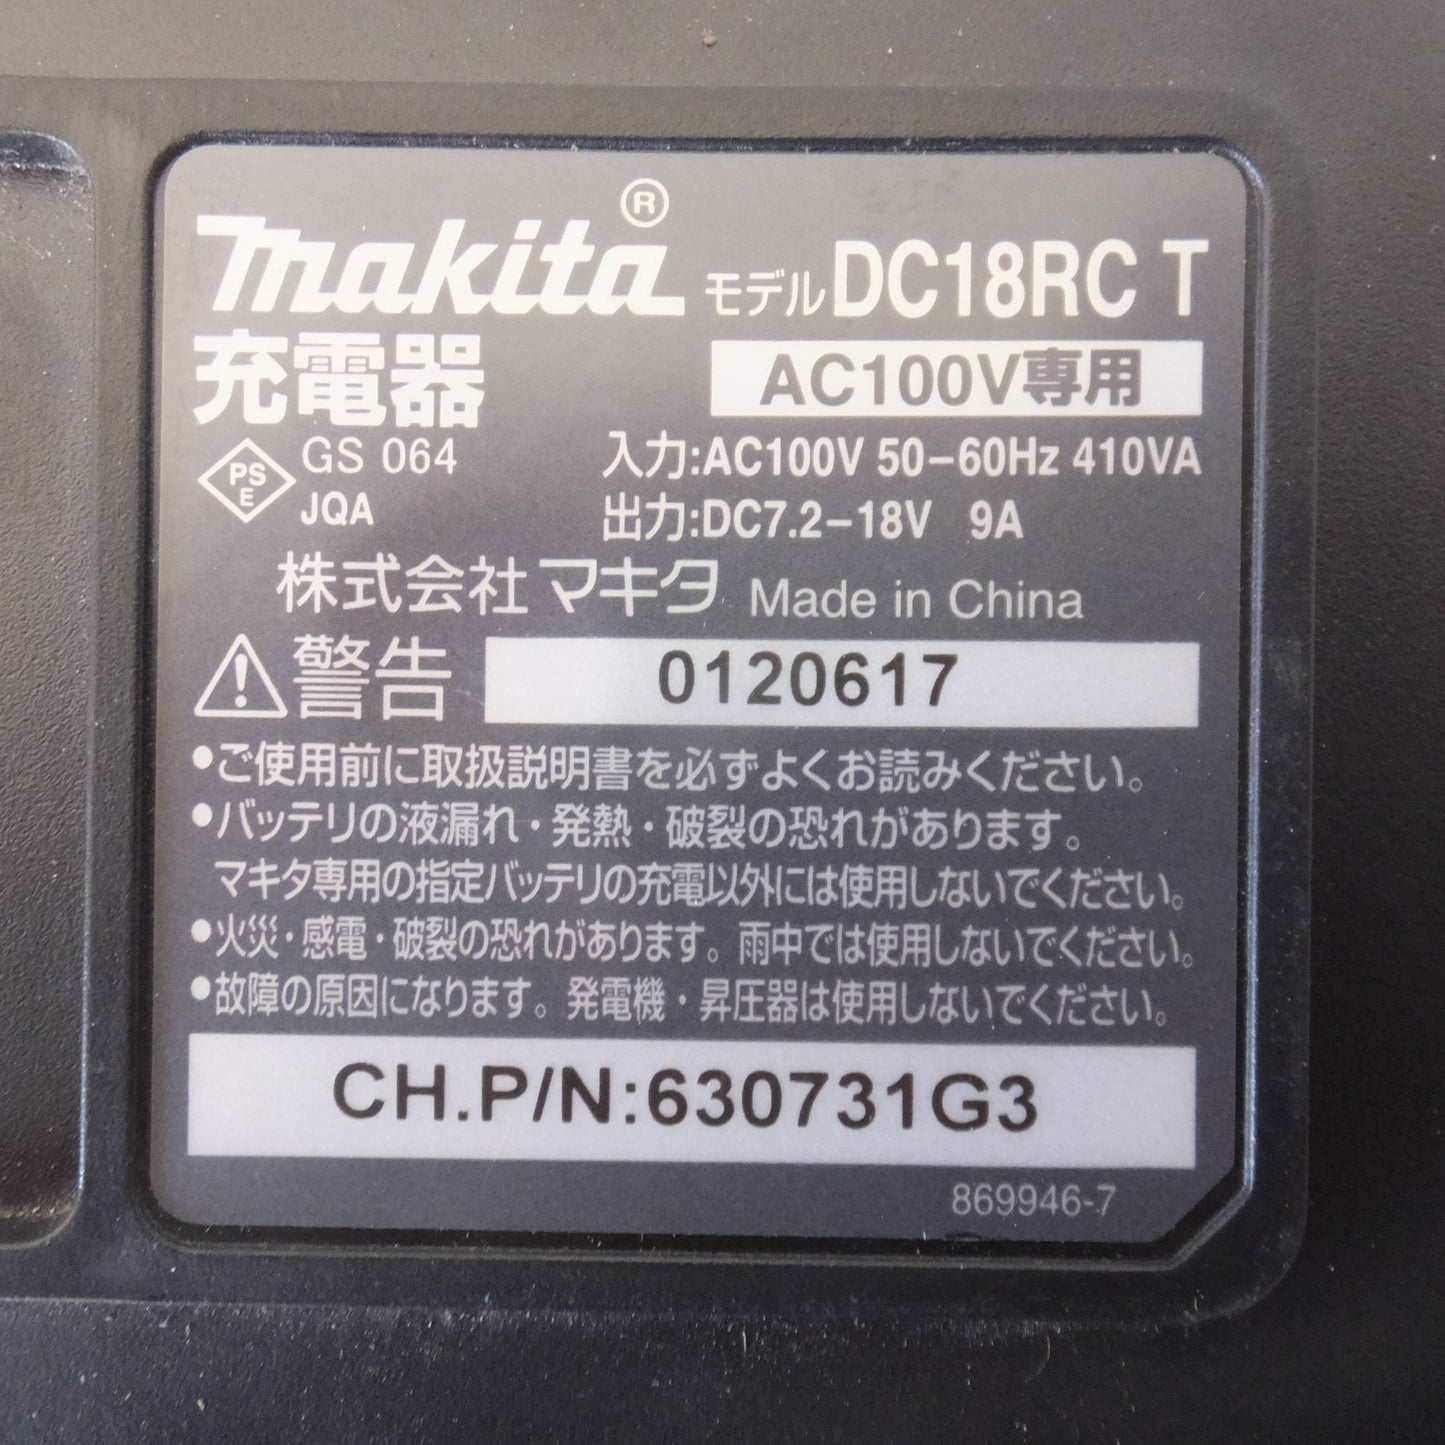 makita® モデル DC18RC T
充電器 AC100V専用
PSE GS 064 入力:AC100V 50–60Hz 410VA
JQA 出力:DC7.2–18V 9A
株式会社マキタ Made in China
⚠警告 0120617
•ご使用前に取扱説明書を必ずよくお読みください。
•バッテリの液漏れ・発熱・破裂の恐れがあります。
マキタ専用の指定バッテリの充電以外には使用しないでください。
•火災・感電・破裂の恐れがあります。雨中では使用しないでください。
•故障の原因になります。発電機・昇圧器は使用しないでください。
CH.P/N:630731G3
869946-7